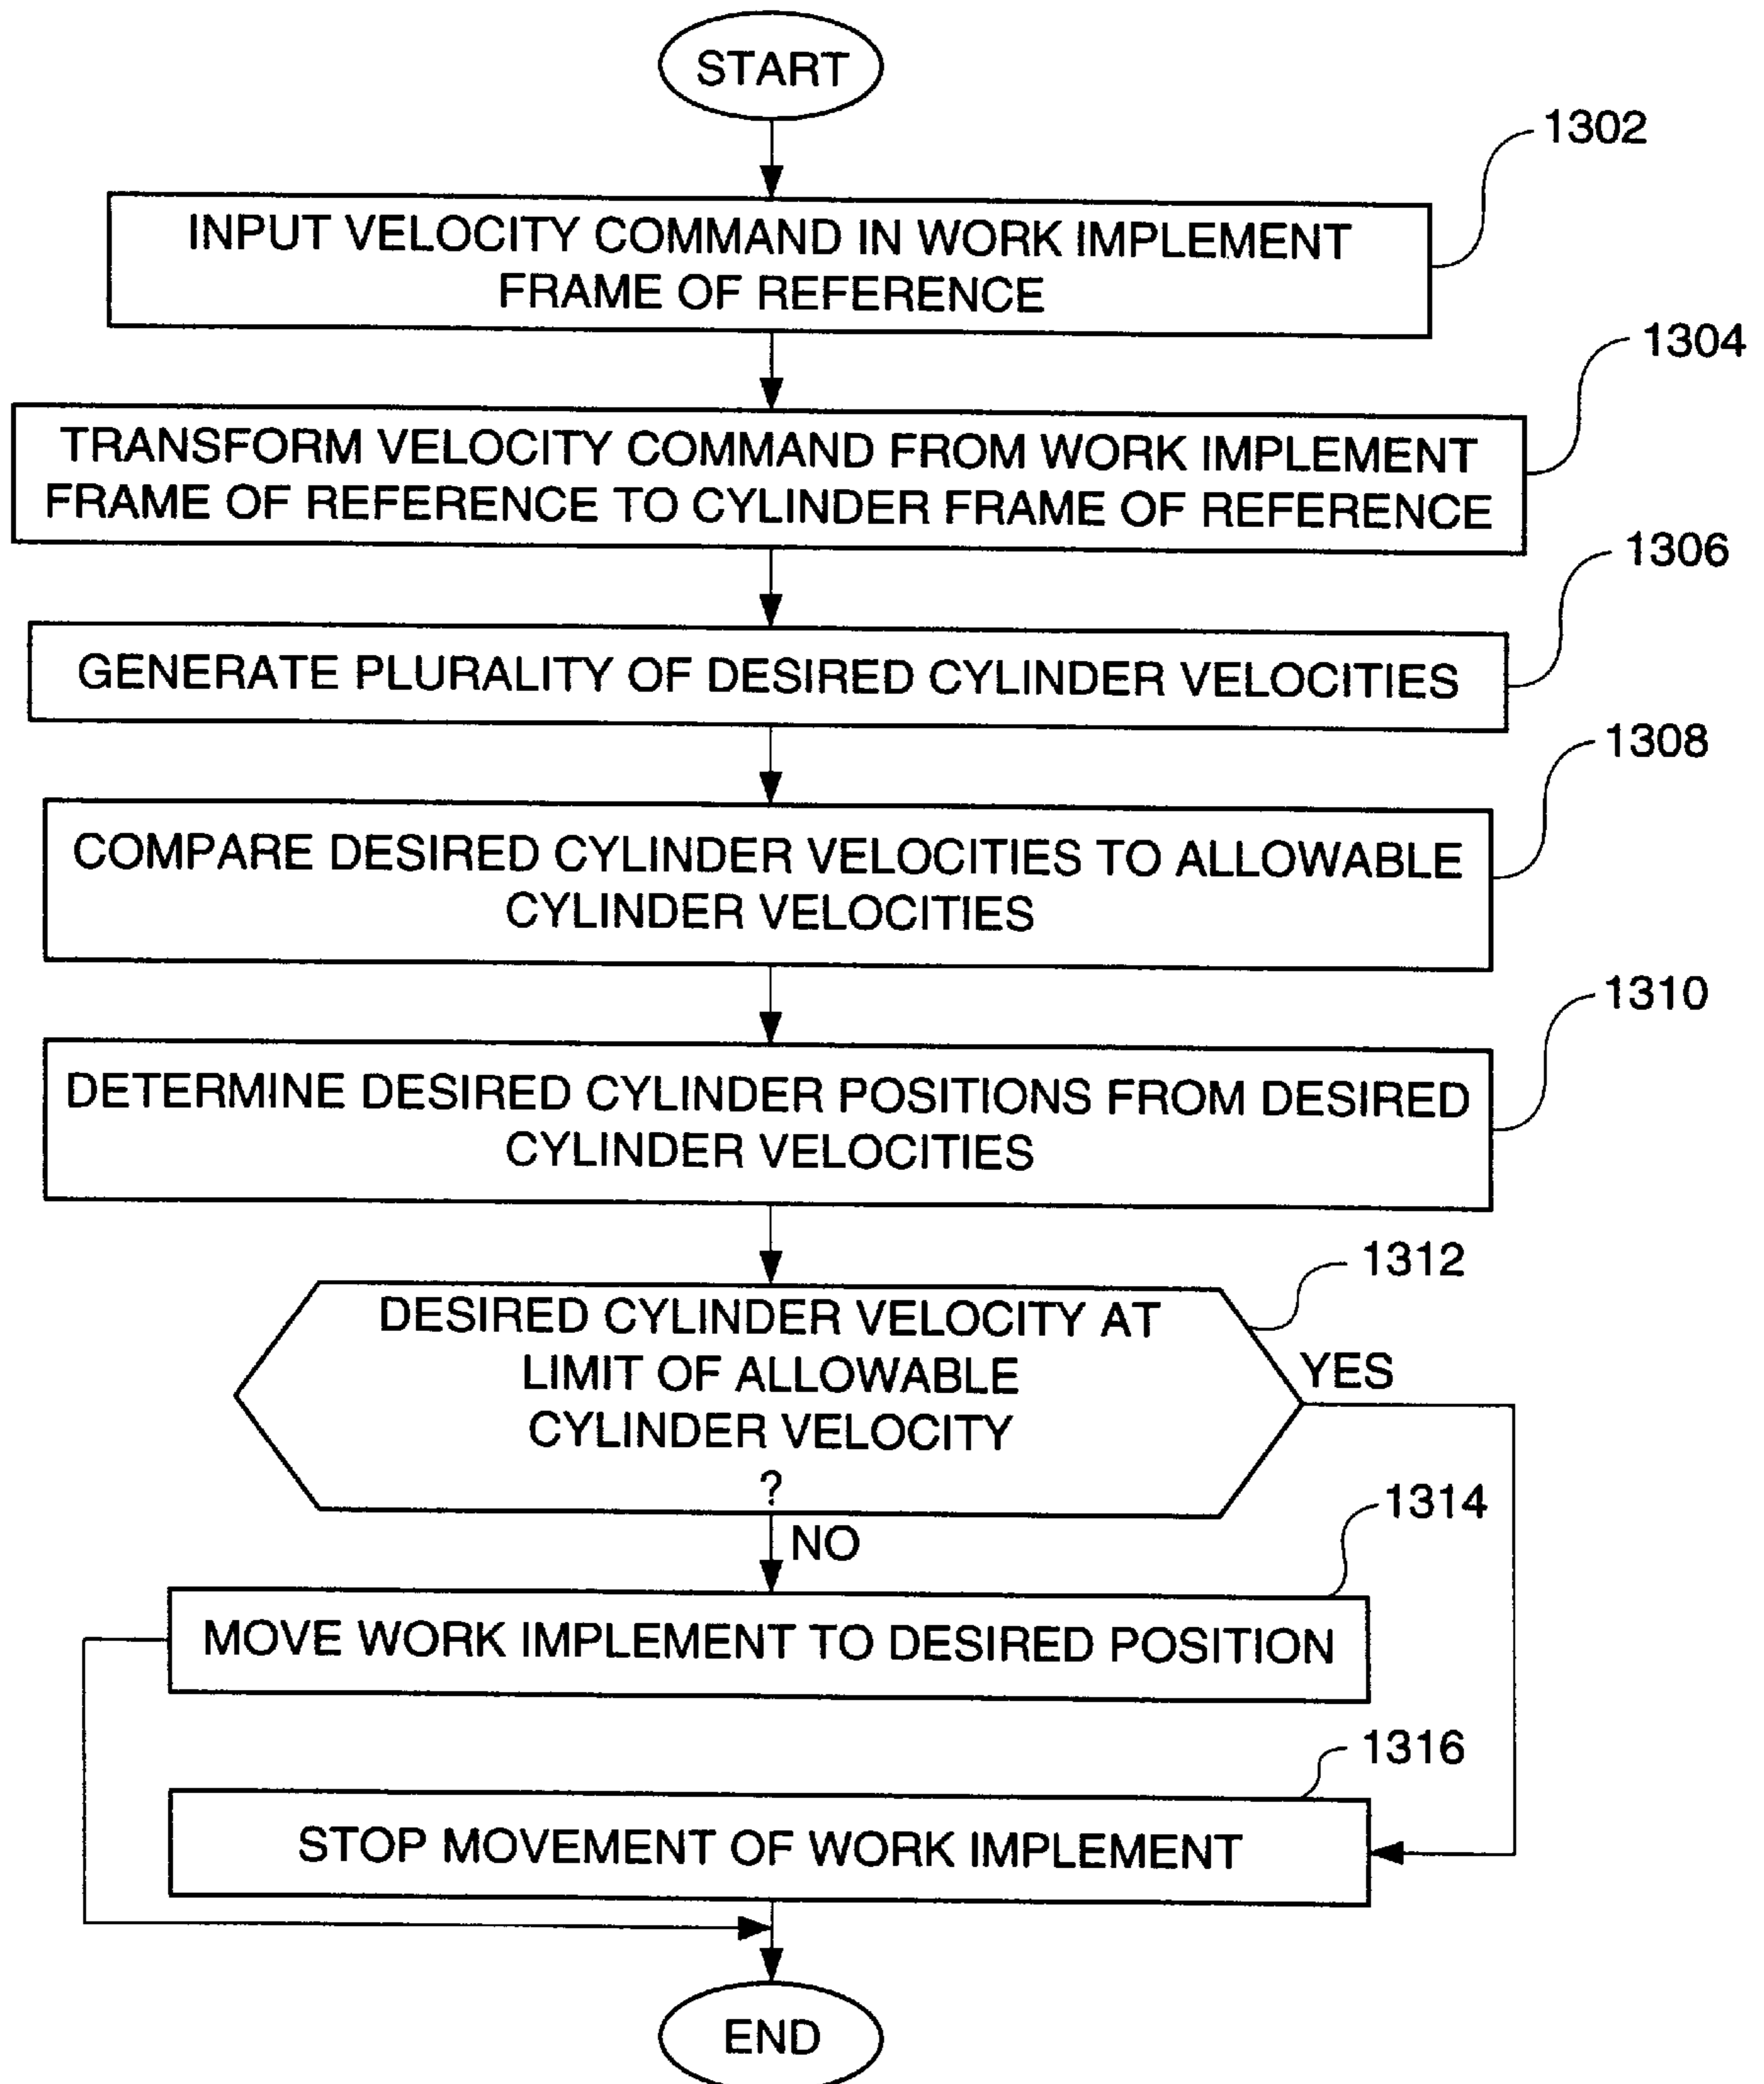 START
1302
INPUT VELOCITY COMMAND IN WORK IMPLEMENT
FRAME OF REFERENCE
1304
TRANSFORM VELOCITY COMMAND FROM WORK IMPLEMENT
FRAME OF REFERENCE TO CYLINDER FRAME OF REFERENCE
1306
GENERATE PLURALITY OF DESIRED CYLINDER VELOCITIES
1308
COMPARE DESIRED CYLINDER VELOCITIES TO ALLOWABLE
CYLINDER VELOCITIES
1310
DETERMINE DESIRED CYLINDER POSITIONS FROM DESIRED
CYLINDER VELOCITIES
1312
DESIRED CYLINDER VELOCITY AT
LIMIT OF ALLOWABLE
CYLINDER VELOCITY
?
YES
NO
1314
MOVE WORK IMPLEMENT TO DESIRED POSITION
1316
STOP MOVEMENT OF WORK IMPLEMENT
END